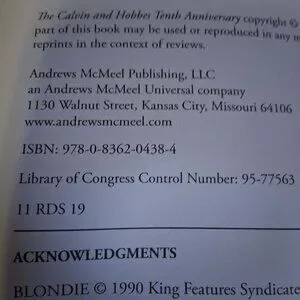 The Calvin and Hobbes Tenth Anniversary copyright ©
part of this book may be used or reproduced in any
reprints in the context of reviews.
Andrews McMeel Publishing, LLC
an Andrews McMeel Universal company
1130 Walnut Street, Kansas City, Missouri 64106
www.andrewsmcmeel.com
ISBN: 978-0-8362-0438-4
Library of Congress Control Number: 95-77563
11 RDS 19
ACKNOWLEDGMENTS
BLONDIE © 1990 King Features Syndicate